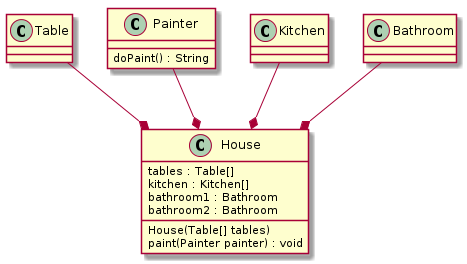 C Table
C Painter
doPaint() : String
C Kitchen
C Bathroom
C House
tables : Table[]
kitchen : Kitchen[]
bathroom1 : Bathroom
bathroom2 : Bathroom
House(Table[] tables)
paint(Painter painter) : void